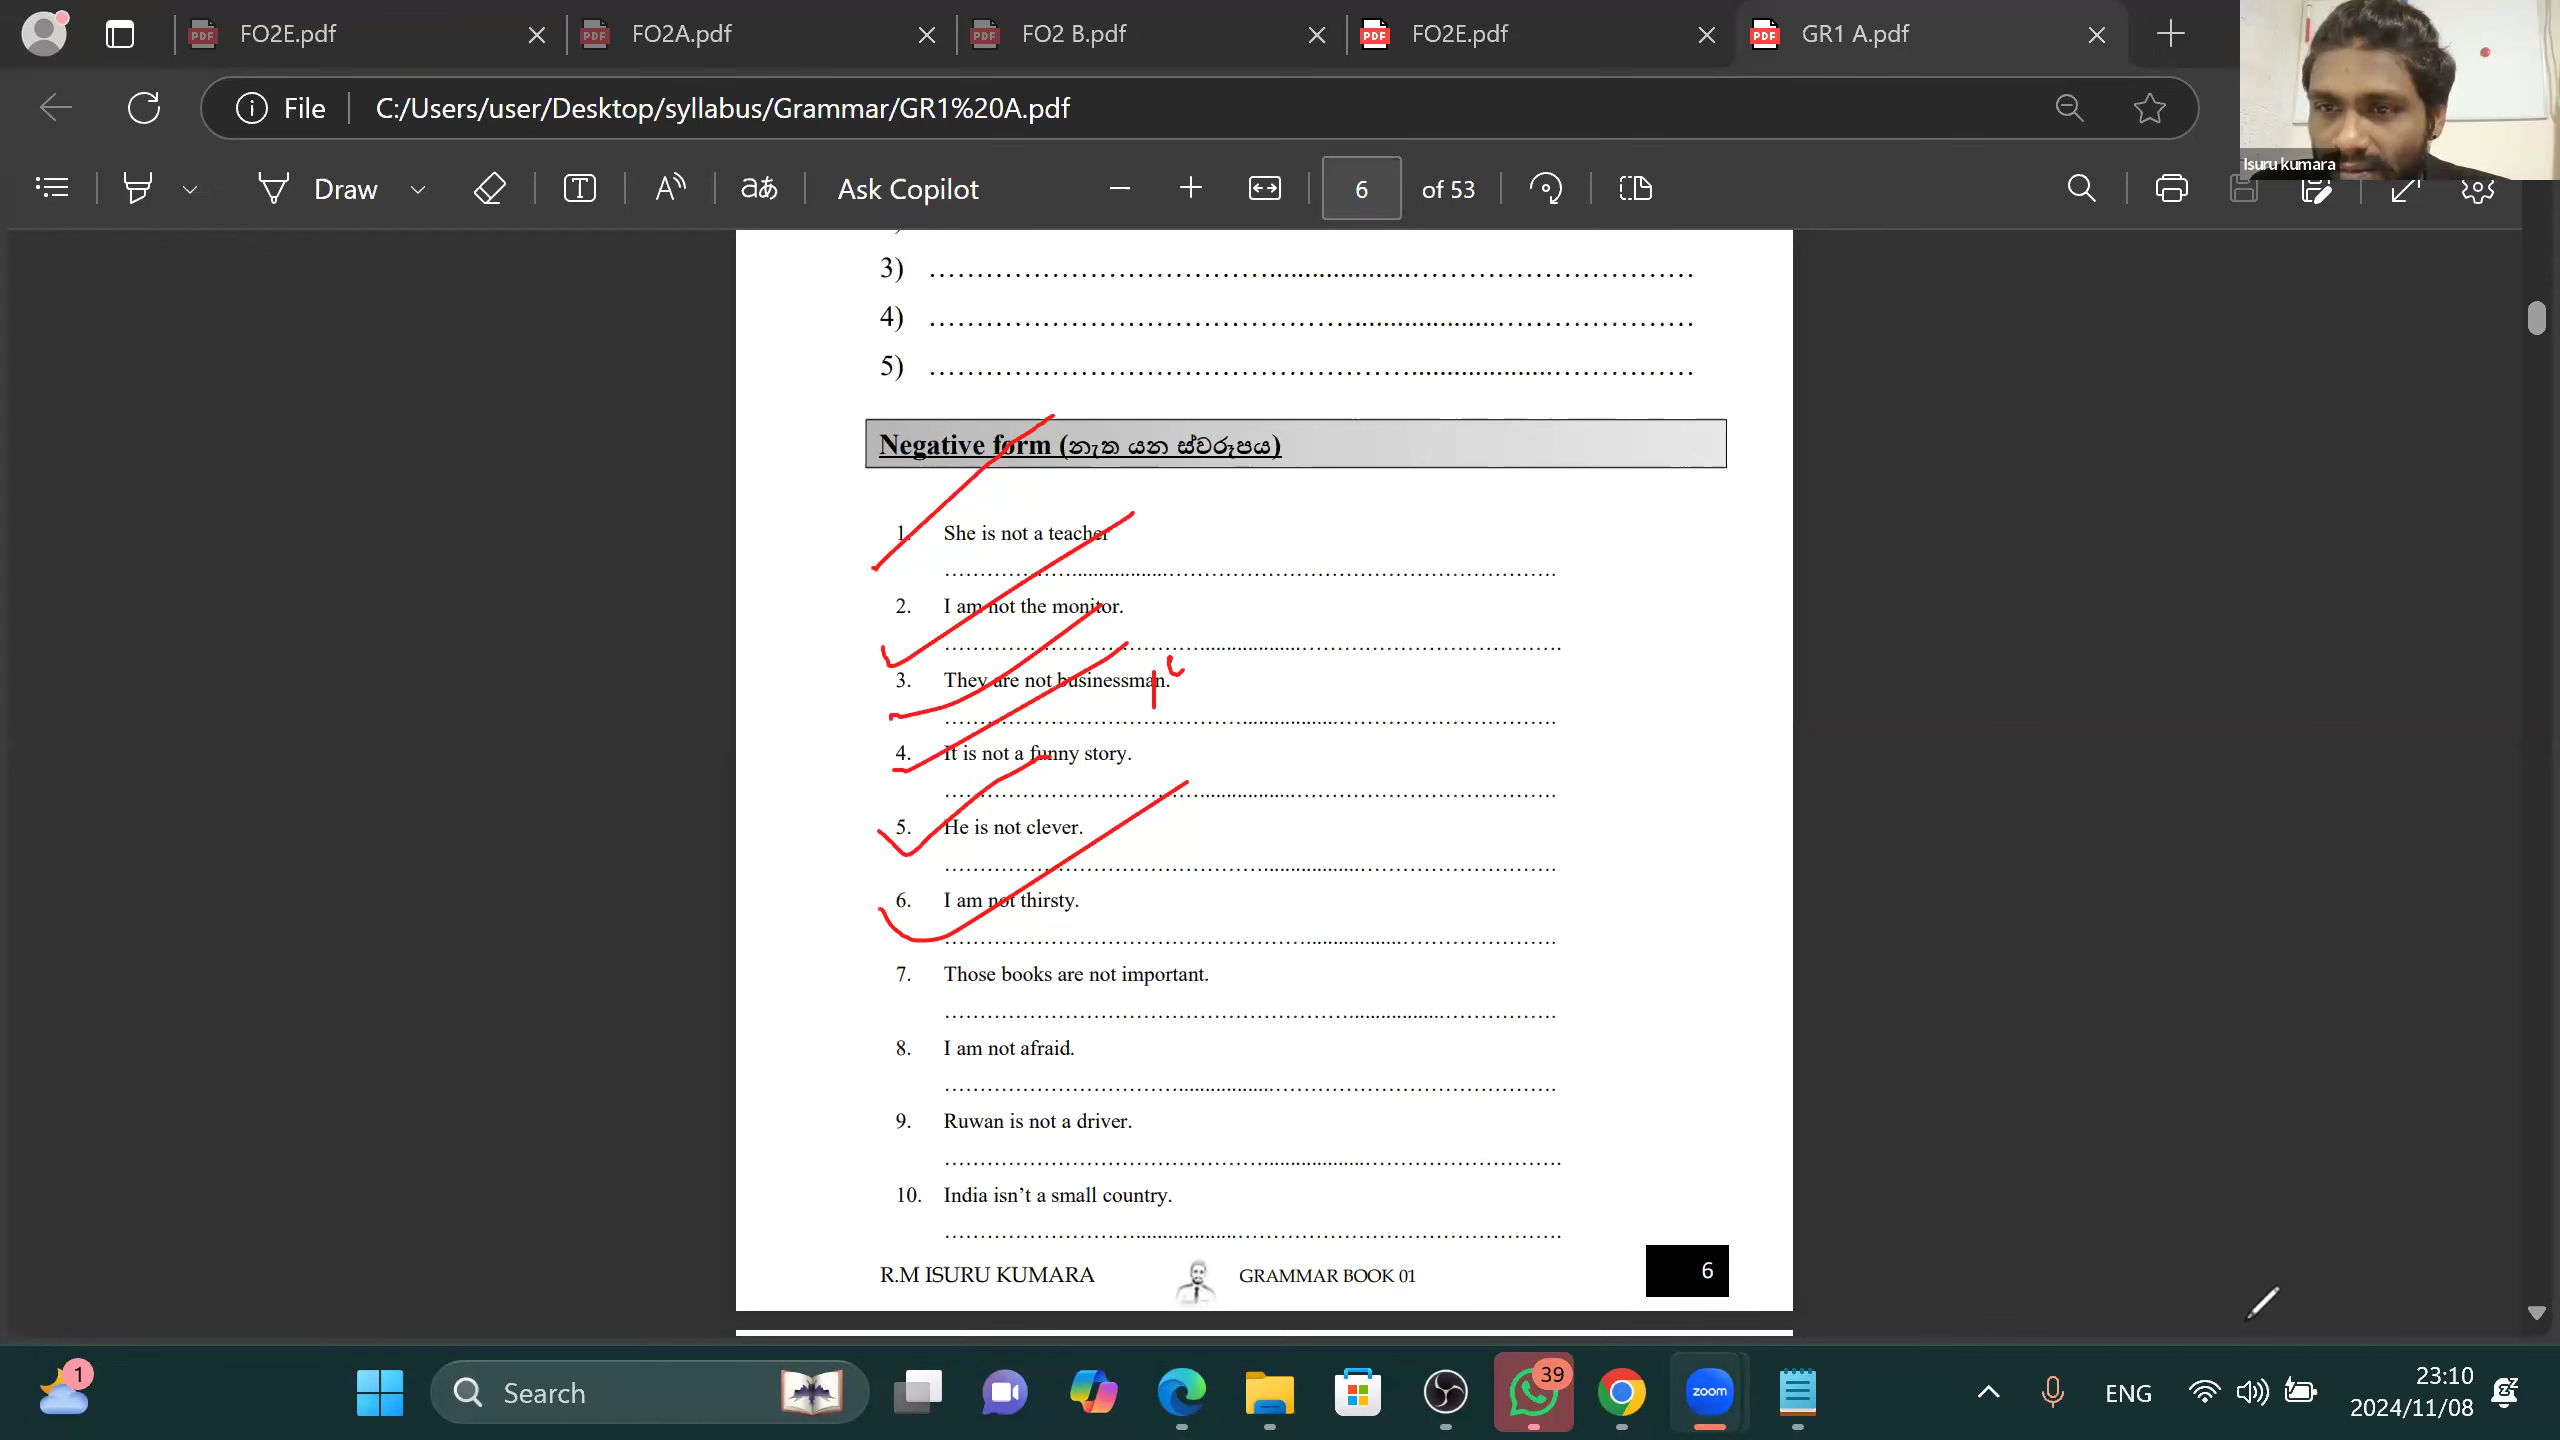 FO2E.pdf
FO2A.pdf
FO2 B.pdf
FO2E.pdf
GR1 A.pdf
File
C:/Users/user/Desktop/syllabus/Grammar/GR1%20A.pdf
Isuru kumara
Draw
Ask Copilot
6
of 53
3) ................................................................
4) ................................................................
5) ................................................................
Negative form (නැත යන ස්වරූපය)
1. She is not a teacher
................................................................
2. I am not the monitor.
................................................................
3. They are not businessman.
................................................................
4. It is not a funny story.
................................................................
5. He is not clever.
................................................................
6. I am not thirsty.
................................................................
7. Those books are not important.
................................................................
8. I am not afraid.
................................................................
9. Ruwan is not a driver.
................................................................
10. India isn’t a small country.
................................................................
R.M ISURU KUMARA
GRAMMAR BOOK 01
6
1
Search
39
zoom
ENG
23:10
2024/11/08